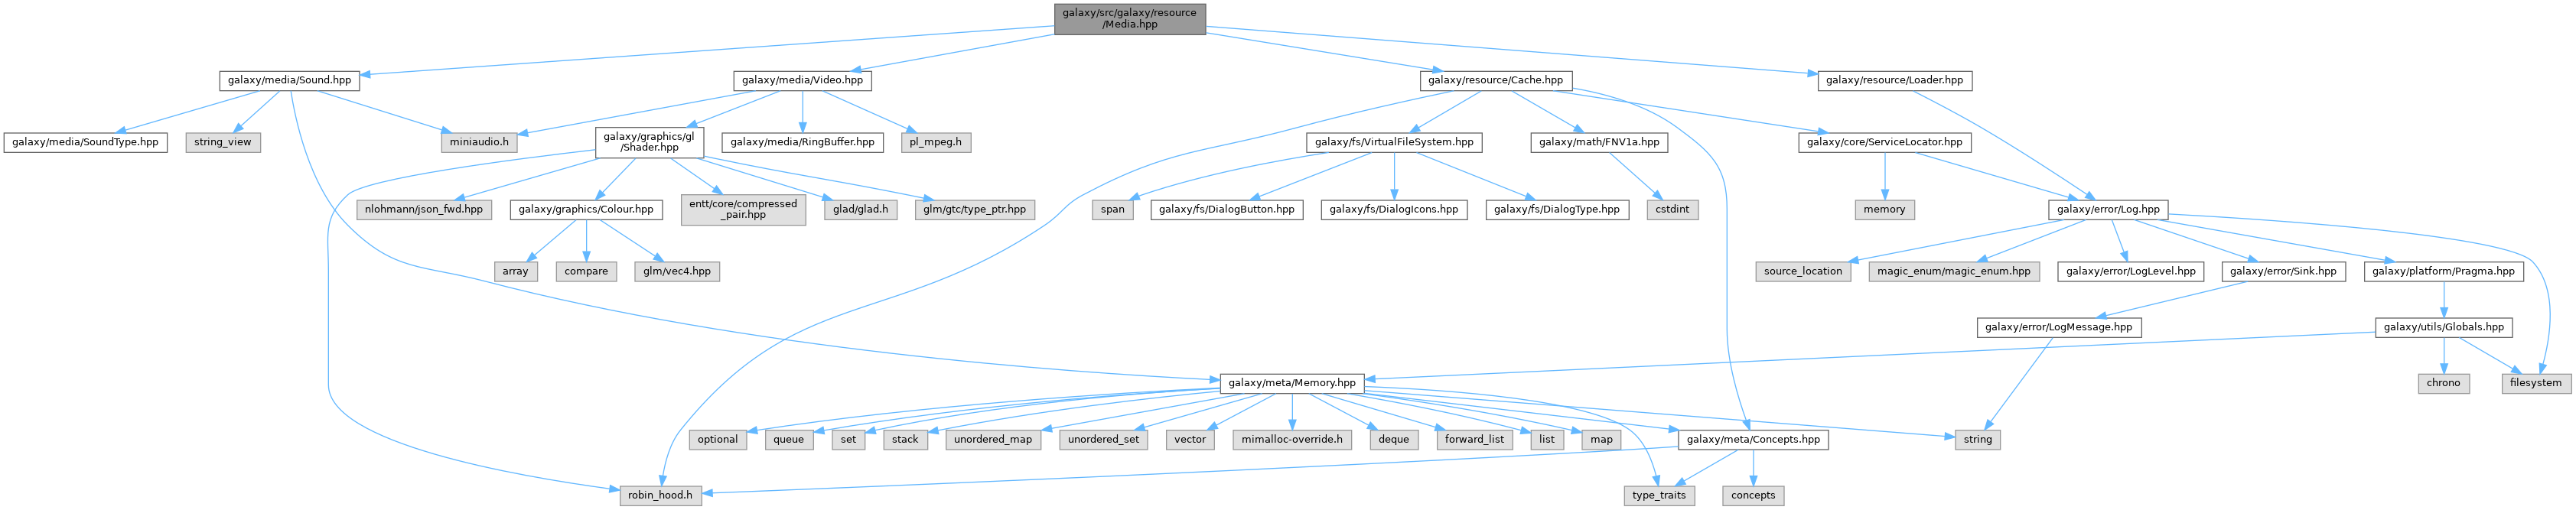 galaxy/src/galaxy/resource
/Media.hpp
galaxy/media/Sound.hpp
galaxy/media/Video.hpp
galaxy/resource/Cache.hpp
galaxy/resource/Loader.hpp
galaxy/media/SoundType.hpp
string_view
miniaudio.h
galaxy/graphics/gl
/Shader.hpp
galaxy/media/RingBuffer.hpp
pl_mpeg.h
galaxy/fs/VirtualFileSystem.hpp
galaxy/math/FNV1a.hpp
galaxy/core/ServiceLocator.hpp
nlohmann/json_fwd.hpp
galaxy/graphics/Colour.hpp
entt/core/compressed
_pair.hpp
glad/glad.h
glm/gtc/type_ptr.hpp
span
galaxy/fs/DialogButton.hpp
galaxy/fs/DialogIcons.hpp
galaxy/fs/DialogType.hpp
cstdint
memory
galaxy/error/Log.hpp
array
compare
glm/vec4.hpp
source_location
magic_enum/magic_enum.hpp
galaxy/error/LogLevel.hpp
galaxy/error/Sink.hpp
galaxy/platform/Pragma.hpp
galaxy/error/LogMessage.hpp
galaxy/utils/Globals.hpp
galaxy/meta/Memory.hpp
chrono
filesystem
optional
queue
set
stack
unordered_map
unordered_set
vector
mimalloc-override.h
deque
forward_list
list
map
galaxy/meta/Concepts.hpp
string
robin_hood.h
type_traits
concepts